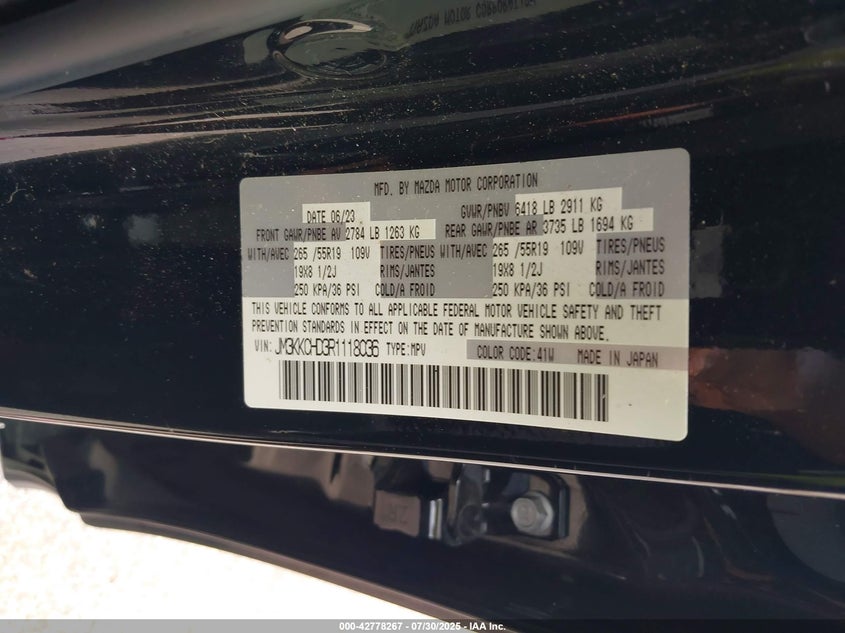 MFD. BY MAZDA MOTOR CORPORATION
DATE 06/23 GVWR/PNBV 6418 LB 2911 KG
FRONT GAWR/PNBE AV 2784 LB 1263 KG REAR GAWR/PNBE AR 3735 LB 1694 KG
WITH/AVEC 265 /55R19 109V TIRES/PNEUS WITH/AVEC 265 /55R19 109V TIRES/PNEUS
19X8 1/2J RIMS/JANTES 19X8 1/2J RIMS/JANTES
250 KPA/36 PSI COLD/A FROID 250 KPA/36 PSI COLD/A FROID
THIS VEHICLE CONFORMS TO ALL APPLICABLE FEDERAL MOTOR VEHICLE SAFETY AND THEFT
PREVENTION STANDARDS IN EFFECT ON THE DATE OF MANUFACTURE SHOWN ABOVE.
VIN: JM3KKCHD3R1118036 TYPE:MPV COLOR CODE:41W MADE IN JAPAN
000-42778267 - 07/30/2025 - IAA Inc.